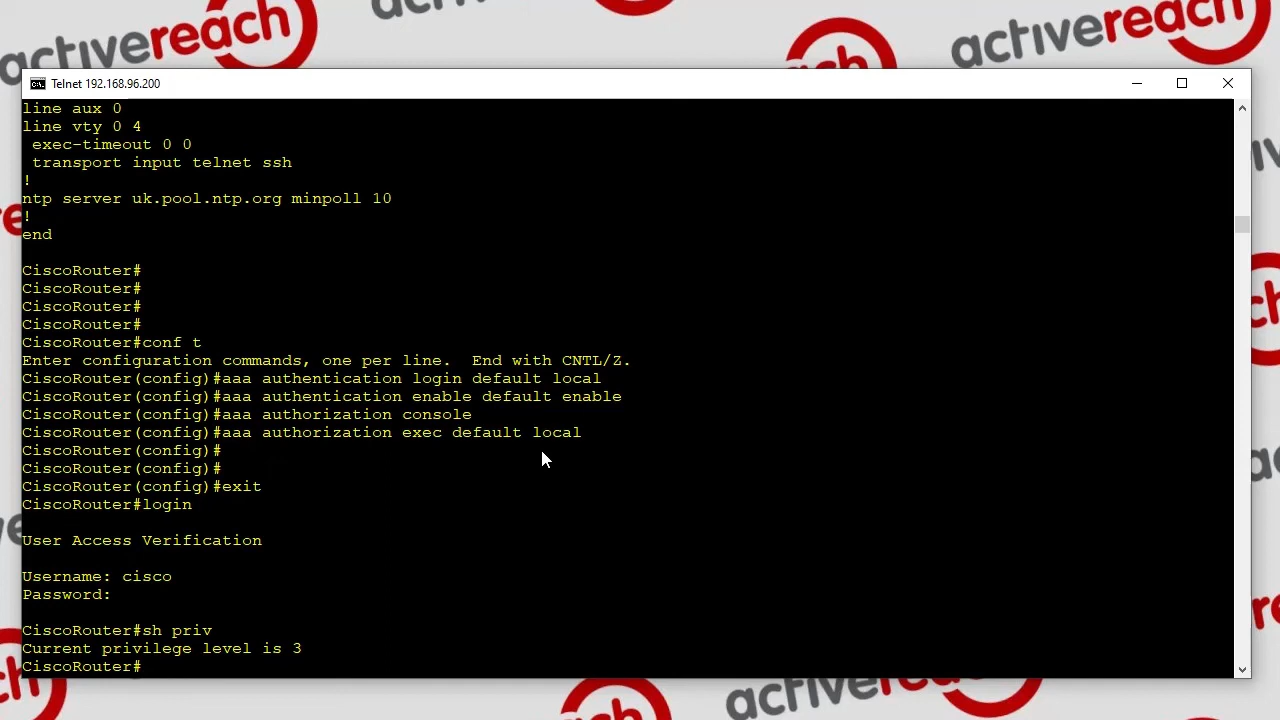 activereach
activereach
Telnet 192.168.96.200
line aux 0
line vty 0 4
 exec-timeout 0 0
 transport input telnet ssh
!
ntp server uk.pool.ntp.org minpoll 10
!
end
CiscoRouter#
CiscoRouter#
CiscoRouter#
CiscoRouter#
CiscoRouter#conf t
Enter configuration commands, one per line.  End with CNTL/Z.
CiscoRouter(config)#aaa authentication login default local
CiscoRouter(config)#aaa authentication enable default enable
CiscoRouter(config)#aaa authorization console
CiscoRouter(config)#aaa authorization exec default local
CiscoRouter(config)#
CiscoRouter(config)#
CiscoRouter(config)#exit
CiscoRouter#login
User Access Verification
Username: cisco
Password:
CiscoRouter#sh priv
Current privilege level is 3
CiscoRouter#
activereach